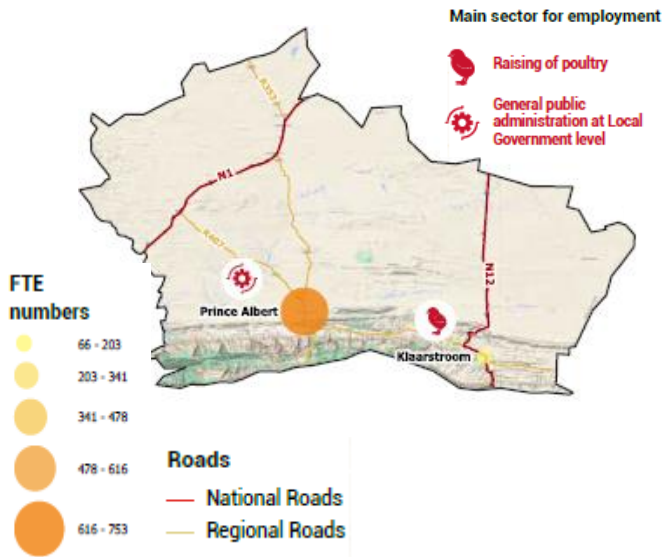 Main sector for employment
Raising of poultry
General public
administration at Local
Government level
R353
N1
R407
N12
Prince Albert
Klaarstroom
FTE
numbers
66 - 203
203 - 341
341 - 478
478 - 616
616 - 753
Roads
National Roads
Regional Roads